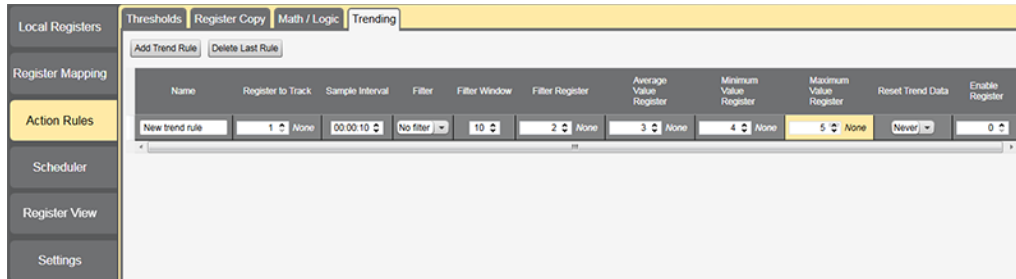 Local Registers
Register Mapping
Action Rules
Scheduler
Register View
Settings
Thresholds Register Copy Math / Logic Trending
Add Trend Rule Delete Last Rule
Name Register to Track Sample Interval Filter Filter Window Filter Register Average Value Register Minimum Value Register Maximum Value Register Reset Trend Data Enable Register
New trend rule 1 None 00:00:10 No filter 10 2 None 3 None 4 None 5 None Never 0